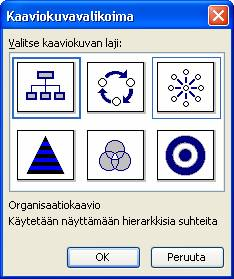 Kaaviokuvavalikoima
Valitse kaaviokuvan laji:
Organisaatiokaavio
Käytetään näyttämään hierarkkisia suhteita
OK
Peruuta